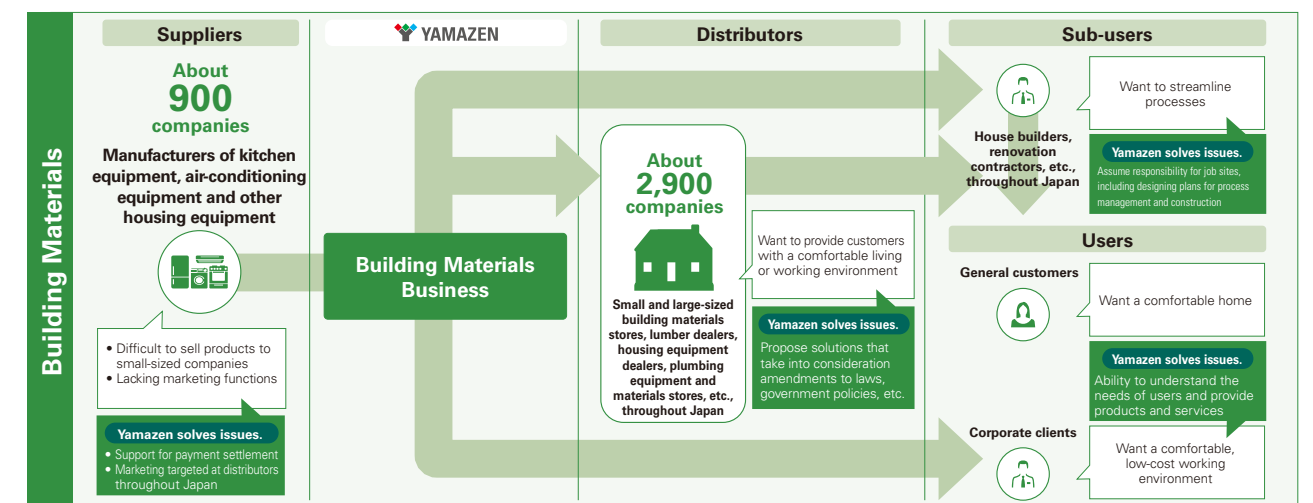 Building Materials
Suppliers
About
900
companies
Manufacturers of kitchen
equipment, air-conditioning
equipment and other
housing equipment
• Difficult to sell products to
small-sized companies
• Lacking marketing functions
Yamazen solves issues.
• Support for payment settlement
• Marketing targeted at distributors
throughout Japan
YAMAZEN
Building Materials
Business
Distributors
About
2,900
companies
Small and large-sized
building materials
stores, lumber dealers,
housing equipment
dealers, plumbing
equipment and
materials stores, etc.,
throughout Japan
Want to provide customers
with a comfortable living
or working environment
Yamazen solves issues.
Propose solutions that
take into consideration
amendments to laws,
government policies, etc.
Sub-users
House builders,
renovation
contractors, etc.,
throughout Japan
Want to streamline
processes
Yamazen solves issues.
Assume responsibility for job sites,
including designing plans for process
management and construction
Users
General customers
Want a comfortable home
Yamazen solves issues.
Ability to understand the
needs of users and provide
products and services
Corporate clients
Want a comfortable,
low-cost working
environment